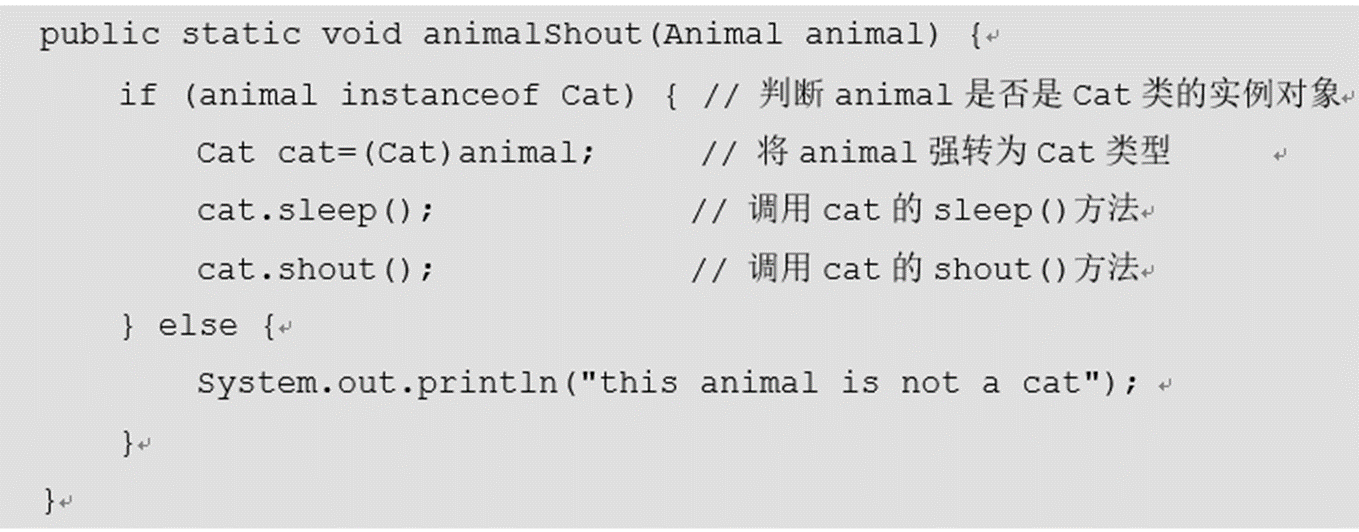 public static void animalShout(Animal animal) {
if (animal instanceof Cat) { // 判断 animal 是否是 Cat 类的实例对象
Cat cat=(Cat)animal; // 将 animal 强转为 Cat 类型
cat.sleep(); // 调用 cat 的 sleep()方法
cat.shout(); // 调用 cat 的 shout()方法
} else {
System.out.println("this animal is not a cat");
}
}